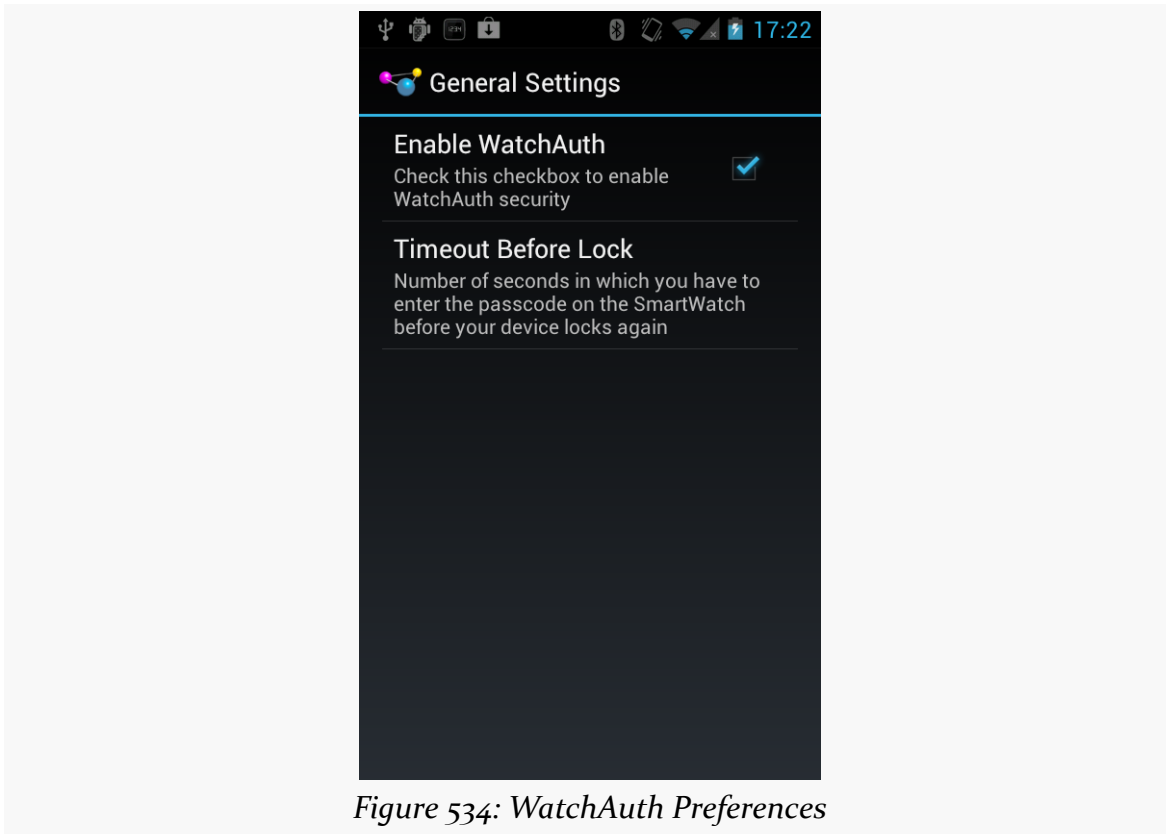 17:22
General Settings
Enable WatchAuth
Check this checkbox to enable
WatchAuth security
Timeout Before Lock
Number of seconds in which you have to
enter the passcode on the SmartWatch
before your device locks again
Figure 534: WatchAuth Preferences